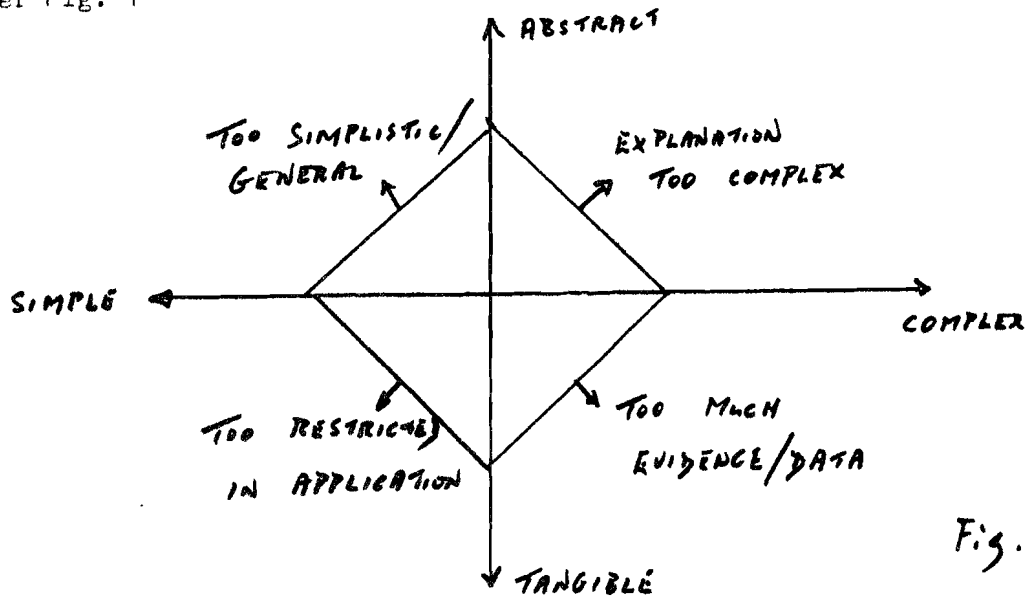 Fig.
ABSTRACT
TOO SIMPLISTIC/
GENERAL
EXPLANATION
TOO COMPLEX
SIMPLE
COMPLEX
TOO RESTRICTED
IN APPLICATION
TOO MUCH
EVIDENCE/DATA
Fig.
TANGIBLE